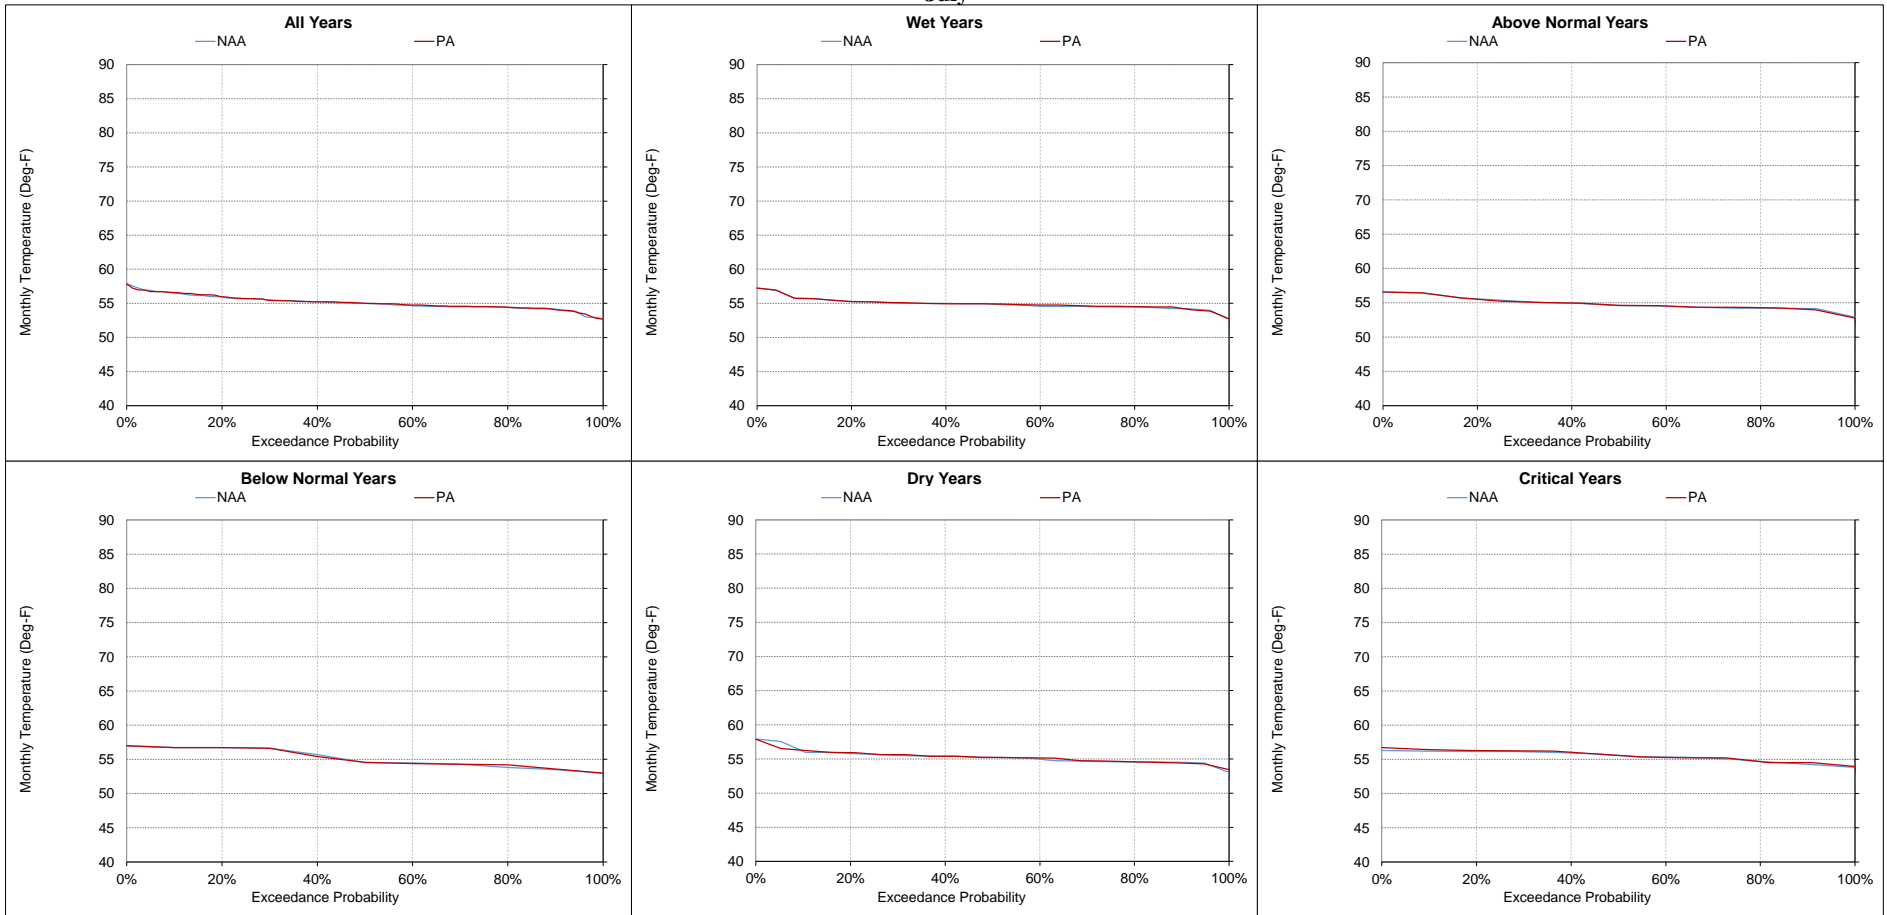 All Years
NAA PA
90
85
80
75
70
65
60
55
50
45
40
Monthly Temperature (Deg-F)
0% 20% 40% 60% 80% 100%
Exceedance Probability
Wet Years
NAA PA
90
85
80
75
70
65
60
55
50
45
40
Monthly Temperature (Deg-F)
0% 20% 40% 60% 80% 100%
Exceedance Probability
Above Normal Years
NAA PA
90
85
80
75
70
65
60
55
50
45
40
Monthly Temperature (Deg-F)
0% 20% 40% 60% 80% 100%
Exceedance Probability
Below Normal Years
NAA PA
90
85
80
75
70
65
60
55
50
45
40
Monthly Temperature (Deg-F)
0% 20% 40% 60% 80% 100%
Exceedance Probability
Dry Years
NAA PA
90
85
80
75
70
65
60
55
50
45
40
Monthly Temperature (Deg-F)
0% 20% 40% 60% 80% 100%
Exceedance Probability
Critical Years
NAA PA
90
85
80
75
70
65
60
55
50
45
40
Monthly Temperature (Deg-F)
0% 20% 40% 60% 80% 100%
Exceedance Probability